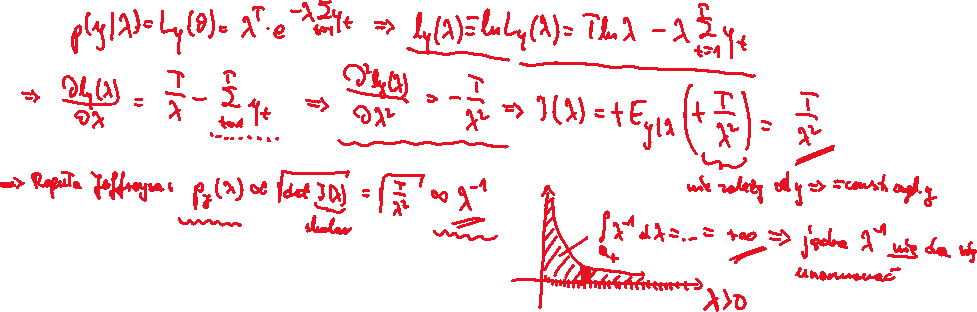 p(y|λ) = L_y(θ) = λ^T · e^{-λ Σ_{t=1}^T y_t} ⇒ l_y(λ) ≡ ln L_y(λ) = T ln λ - λ Σ_{t=1}^T y_t
⇒ ∂l_y(λ)/∂λ = T/λ - Σ_{t=1}^T y_t ⇒ ∂²l_y(λ)/∂λ² = -T/λ² ⇒ J(λ) = +E_{y|λ}(+T/λ²) = T/λ²
nie zależy od y ⇒ = const. wzgl. y
⇒ Reguła Jeffreysa: p_J(λ) ∝ √(det J(λ)) = √(T/λ²) ∝ λ^{-1}
skalar
∫_{R_+} λ^{-1} dλ = ... = +∞ ⇒ jądra λ^{-1} nie da się
unormować
λ>0